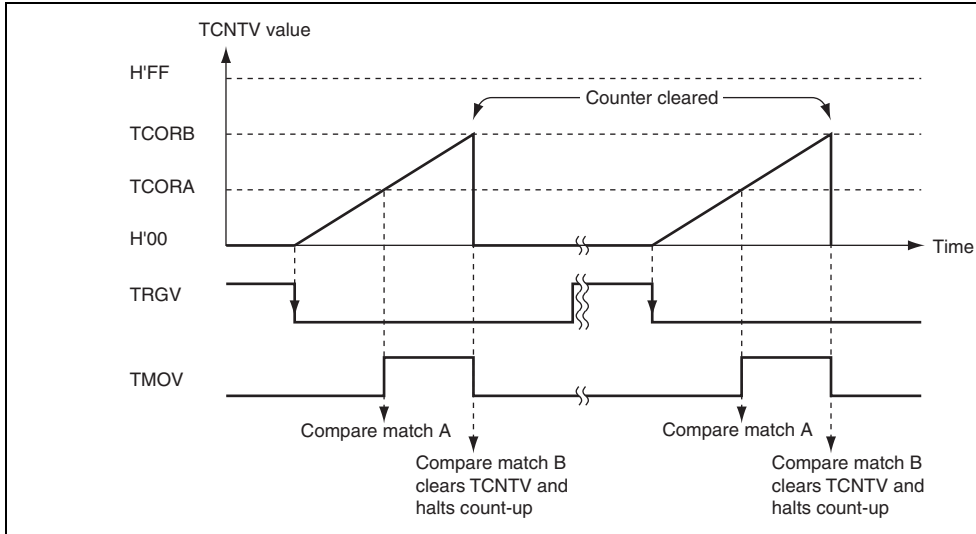 TCNTV value
H'FF
Counter cleared
TCORB
TCORA
H'00
Time
TRGV
TMOV
Compare match A
Compare match A
Compare match B
clears TCNTV and
halts count-up
Compare match B
clears TCNTV and
halts count-up